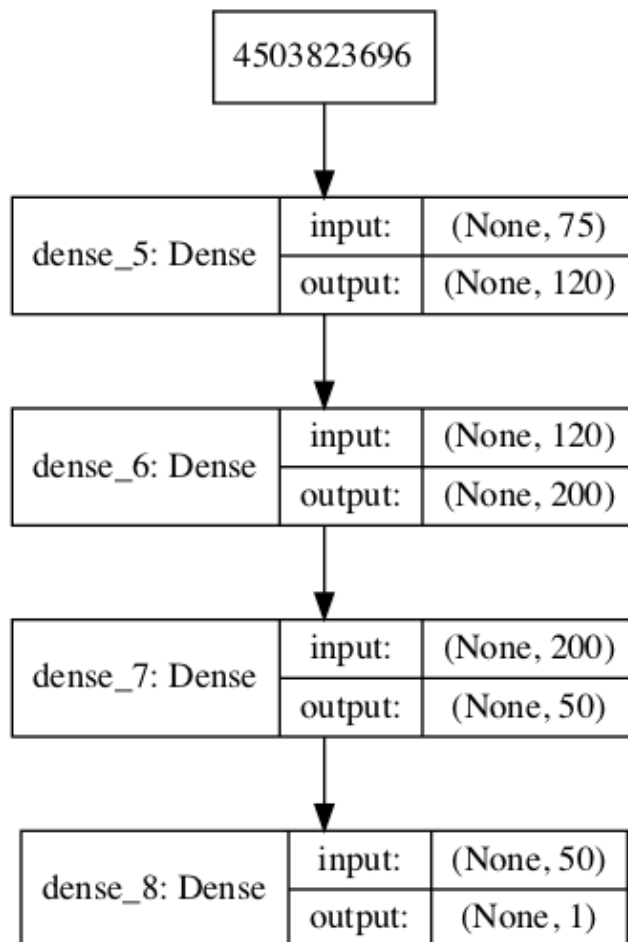 4503823696
dense_5: Dense
input:
(None, 75)
output:
(None, 120)
dense_6: Dense
input:
(None, 120)
output:
(None, 200)
dense_7: Dense
input:
(None, 200)
output:
(None, 50)
dense_8: Dense
input:
(None, 50)
output:
(None, 1)